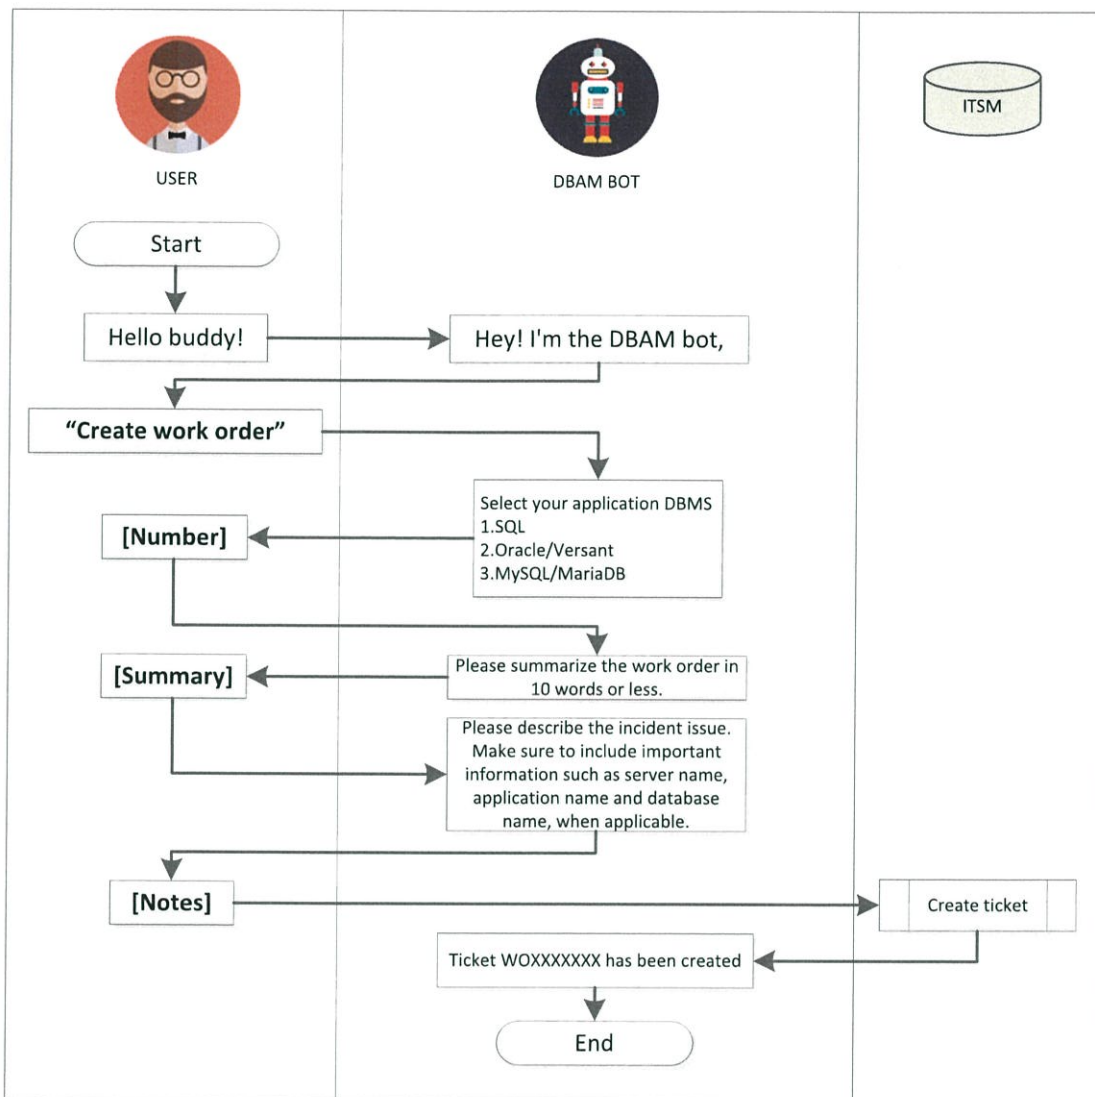 USER
DBAM BOT
ITSM
Start
Hello buddy!
Hey! I'm the DBAM bot,
“Create work order”
Select your application DBMS
1.SQL
2.Oracle/Versant
3.MySQL/MariaDB
[Number]
Please summarize the work order in
10 words or less.
[Summary]
Please describe the incident issue.
Make sure to include important
information such as server name,
application name and database
name, when applicable.
[Notes]
Create ticket
Ticket WOXXXXXXX has been created
End